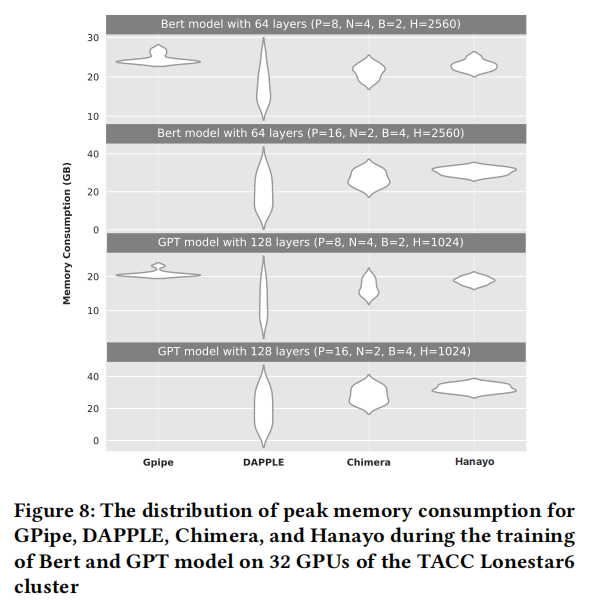 Bert model with 64 layers (P=8, N=4, B=2, H=2560)
30
20
10
Bert model with 64 layers (P=16, N=2, B=4, H=2560)
40
20
0
GPT model with 128 layers (P=8, N=4, B=2, H=1024)
20
10
GPT model with 128 layers (P=16, N=2, B=4, H=1024)
40
20
0
Memory Consumption (GB)
Gpipe DAPPLE Chimera Hanayo
Figure 8: The distribution of peak memory consumption for
GPipe, DAPPLE, Chimera, and Hanayo during the training
of Bert and GPT model on 32 GPUs of the TACC Lonestar6
cluster